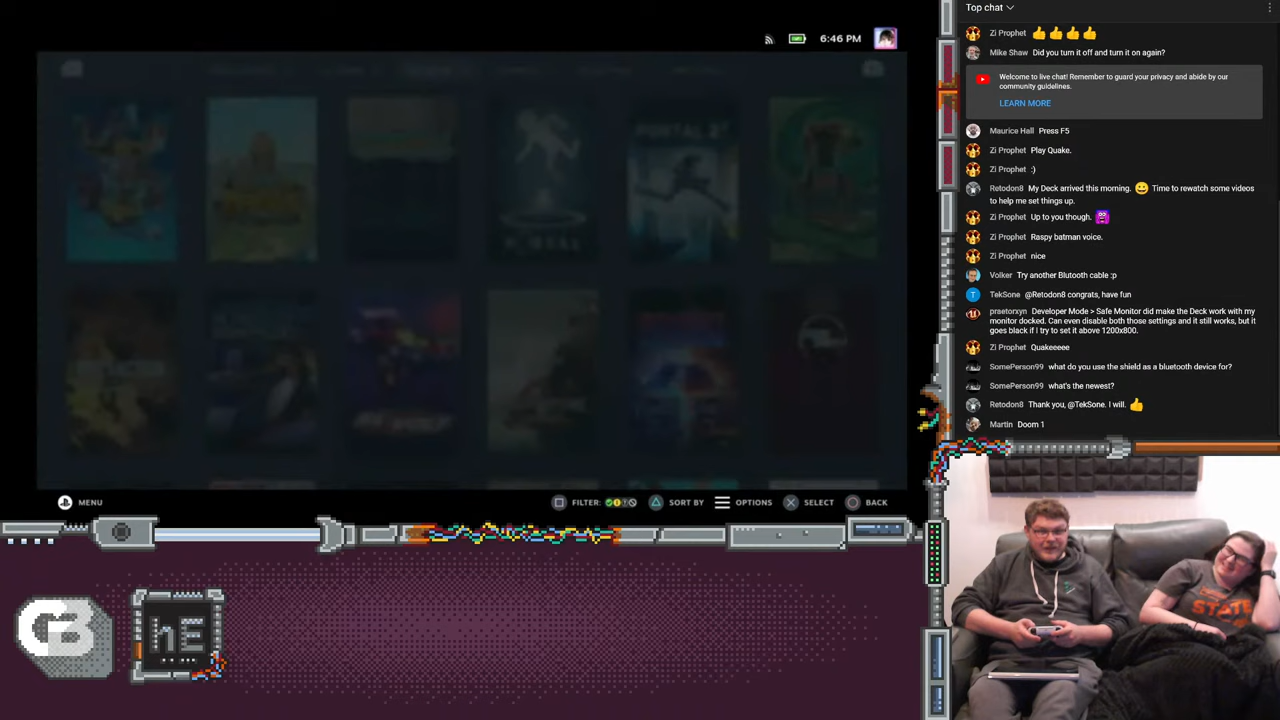 6:46 PM
PORTAL 2
MENU
FILTER:
SORT BY
OPTIONS
SELECT
BACK
GB
hE
Top chat
Zi Prophet 👍👍👍👍
Mike Shaw Did you turn it off and turn it on again?
Welcome to live chat! Remember to guard your privacy and abide by our
community guidelines.
LEARN MORE
Maurice Hall Press F5
Zi Prophet Play Quake.
Zi Prophet :)
Retodon8 My Deck arrived this morning. 😀 Time to rewatch some videos
to help me set things up.
Zi Prophet Up to you though.
Zi Prophet Raspy batman voice.
Zi Prophet nice
Volker Try another Blutooth cable :p
T TekSone @Retodon8 congrats, have fun
praetorxyn Developer Mode > Safe Monitor did make the Deck work with my
monitor docked. Can even disable both those settings and it still works, but it
goes black if I try to set it above 1200x800.
Zi Prophet Quakeeeee
SomePerson99 what do you use the shield as a bluetooth device for?
SomePerson99 what's the newest?
Retodon8 Thank you, @TekSone. I will. 👍
Martin Doom 1
STATE